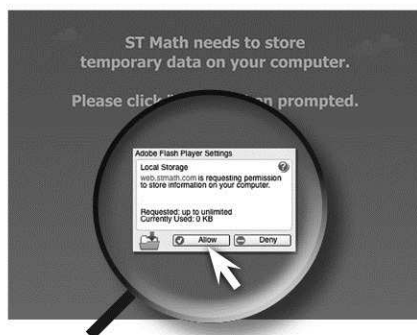 ST Math needs to store
temporary data on your computer.
Please click on prompted.
Adobe Flash Player Settings
Local Storage
web.stmath.com is requesting permission
to store information on your computer.
Requested: up to unlimited
Currently Used: 0 KB
Allow
Deny